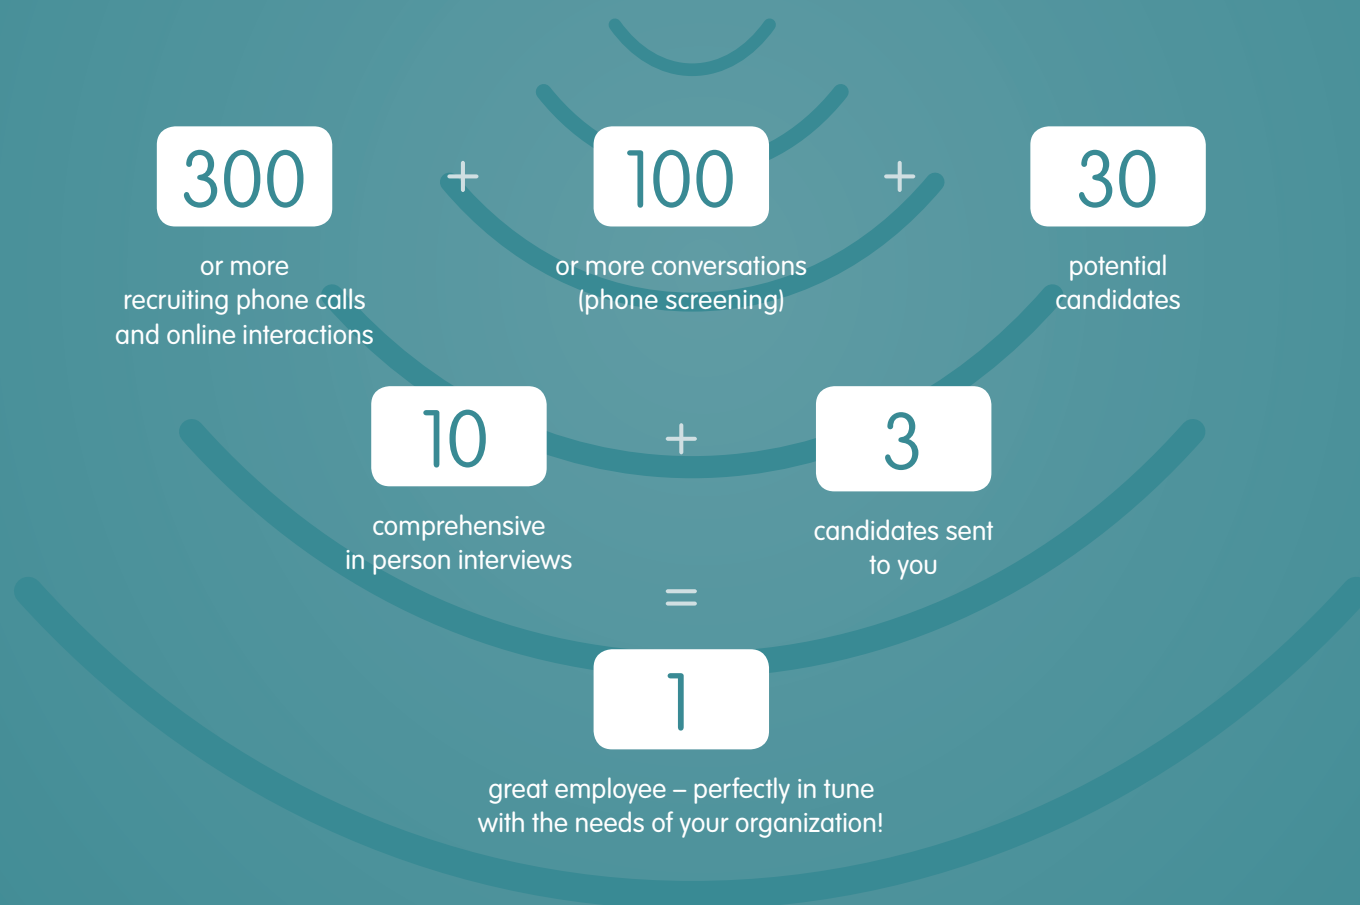 300 + 100 + 30
or more
recruiting phone calls
and online interactions
or more conversations
(phone screening)
potential
candidates
10 + 3
comprehensive
in person interviews
candidates sent
to you
=
1
great employee – perfectly in tune
with the needs of your organization!